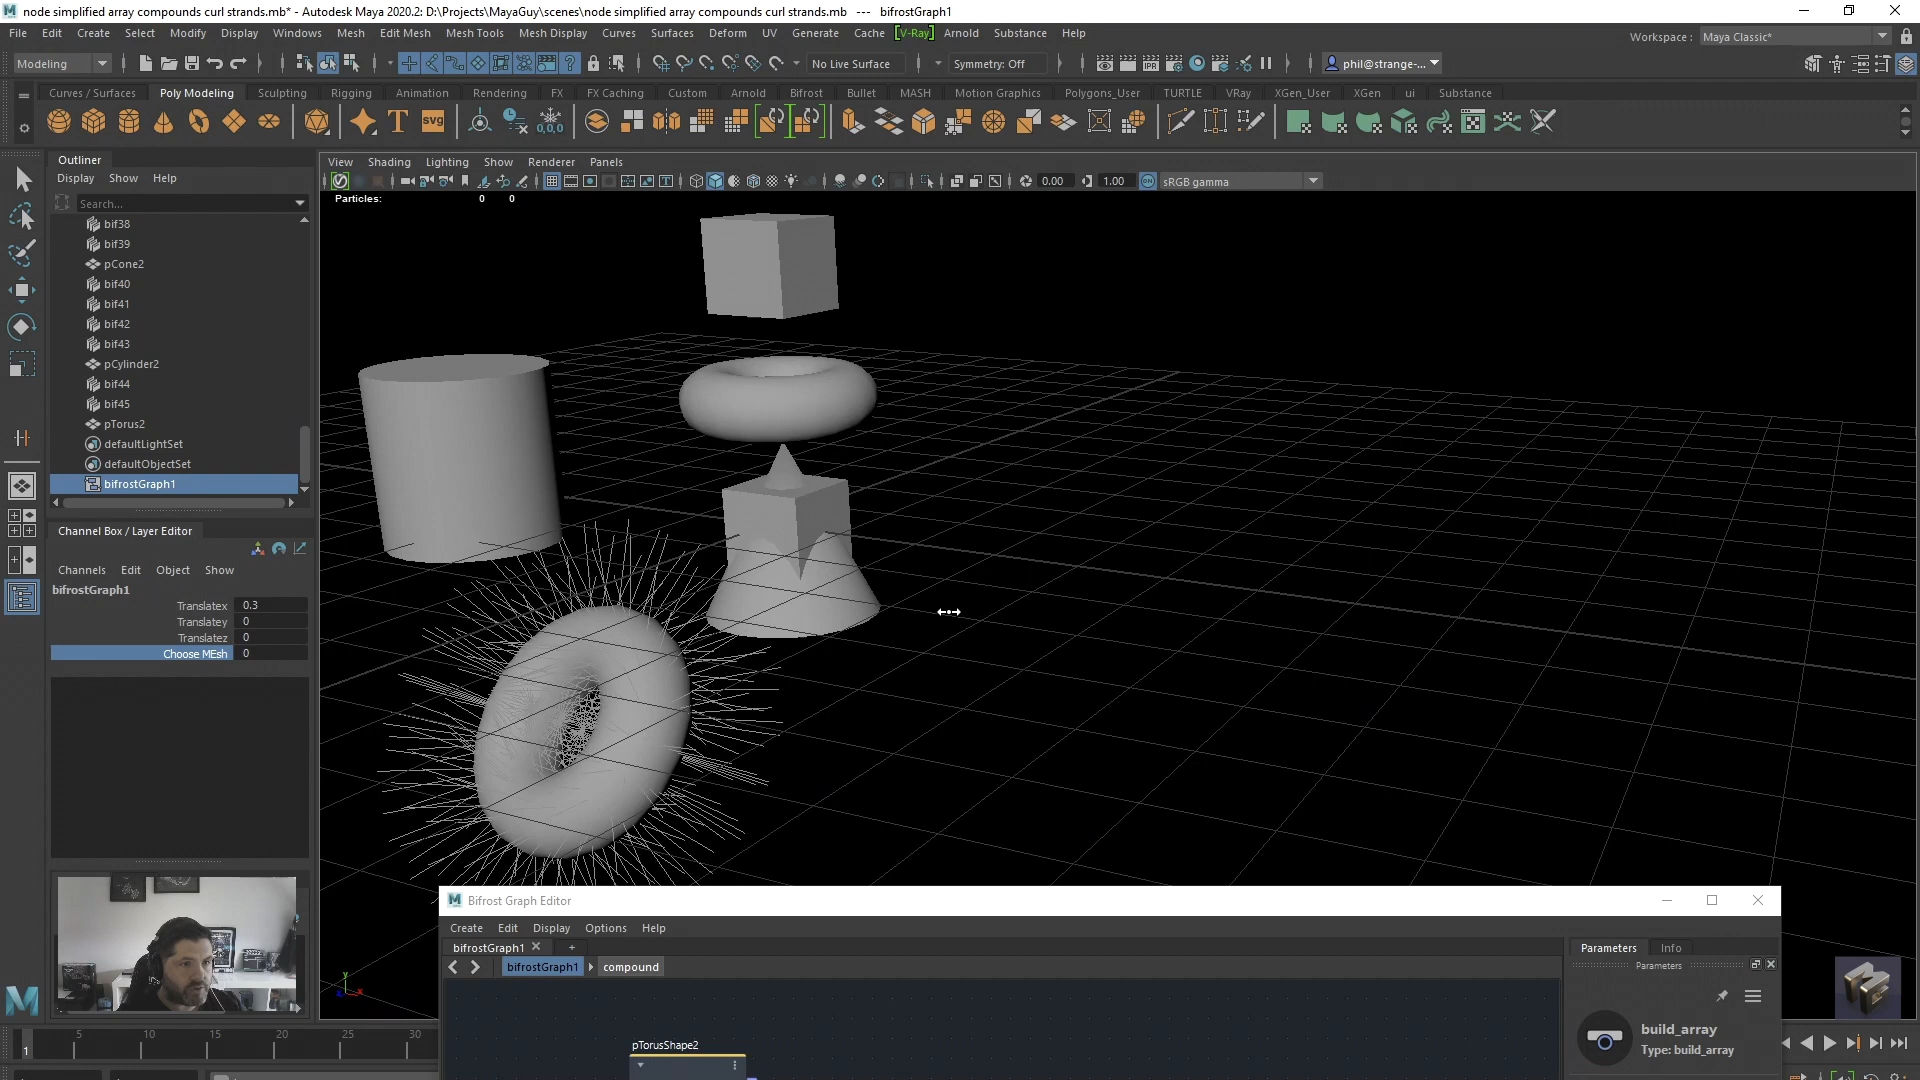 node simplified array compounds curl strands.mb* - Autodesk Maya 2020.2: D:\Projects\MayaGuy\scenes\node simplified array compounds curl strands.mb --- bifrostGraph1
File Edit Create Select Modify Display Windows Mesh Edit Mesh Mesh Tools Mesh Display Curves Surfaces Deform UV Generate Cache [V-Ray] Arnold Substance Help
Workspace : Maya Classic*
Modeling No Live Surface Symmetry: Off phil@strange-...
Curves / Surfaces Poly Modeling Sculpting Rigging Animation Rendering FX FX Caching Custom Arnold Bifrost Bullet MASH Motion Graphics Polygons_User TURTLE VRay XGen_User XGen ui Substance
T svg 0,0,0
Outliner
Display Show Help
Search...
bif38
bif39
pCone2
bif40
bif41
bif42
bif43
pCylinder2
bif44
bif45
pTorus2
defaultLightSet
defaultObjectSet
bifrostGraph1
View Shading Lighting Show Renderer Panels
0.00 1.00 sRGB gamma
Particles: 0 0
Channel Box / Layer Editor
Channels Edit Object Show
bifrostGraph1
Translatex 0.3
Translatey 0
Translatez 0
Choose MEsh 0
y
z x
Bifrost Graph Editor
Create Edit Display Options Help
bifrostGraph1 +
bifrostGraph1 compound
pTorusShape2
Parameters Info
Parameters
build_array
Type: build_array
5 10 15 20 25 30
1